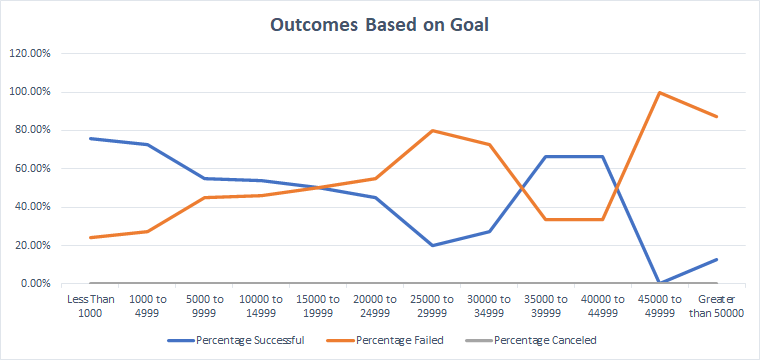 Outcomes Based on Goal
120.00%
100.00%
80.00%
60.00%
40.00%
20.00%
0.00%
Less Than 1000 to 5000 to 10000 to 15000 to 20000 to 25000 to 30000 to 35000 to 40000 to 45000 to Greater
1000 4999 9999 14999 19999 24999 29999 34999 39999 44999 49999 than 50000
Percentage Successful Percentage Failed Percentage Canceled